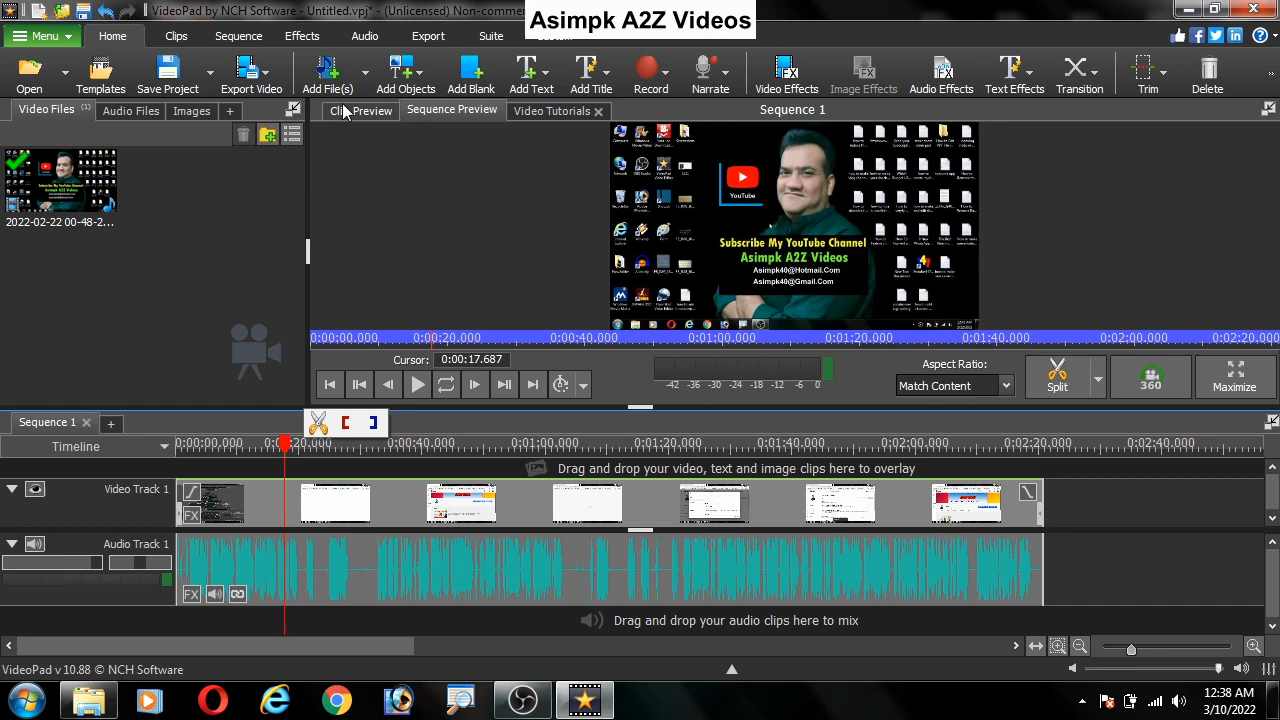 VideoPad by NCH Software - Untitled.vpj* - (Unlicensed) Non-comm
Asimpk A2Z Videos
Menu
Home
Clips
Sequence
Effects
Audio
Export
Suite
Custom
Open
Templates
Save Project
Export Video
Add File(s)
Add Objects
Add Blank
Add Text
Add Title
Record
Narrate
Video Effects
Image Effects
Audio Effects
Text Effects
Transition
Trim
Delete
Video Files (1)
Audio Files
Images
+
Clip Preview
Sequence Preview
Video Tutorials
Sequence 1
2022-02-22 00-48-2...
YouTube
Subscribe My YouTube Channel
Asimpk A2Z Videos
Asimpk40@Hotmail.Com
Asimpk40@Gmail.Com
0:00:00.000
0:00:20.000
0:00:40.000
0:01:00.000
0:01:20.000
0:01:40.000
0:02:00.000
0:02:20.000
Cursor: 0:00:17.687
-42 -36 -30 -24 -18 -12 -6 0
Aspect Ratio:
Match Content
Split
360
Maximize
Sequence 1
+
Timeline
0:00:00.000
0:00:20.000
0:00:40.000
0:01:00.000
0:01:20.000
0:01:40.000
0:02:00.000
0:02:20.000
0:02:40.000
Drag and drop your video, text and image clips here to overlay
Video Track 1
FX
Audio Track 1
FX
Drag and drop your audio clips here to mix
VideoPad v 10.88 © NCH Software
12:38 AM
3/10/2022